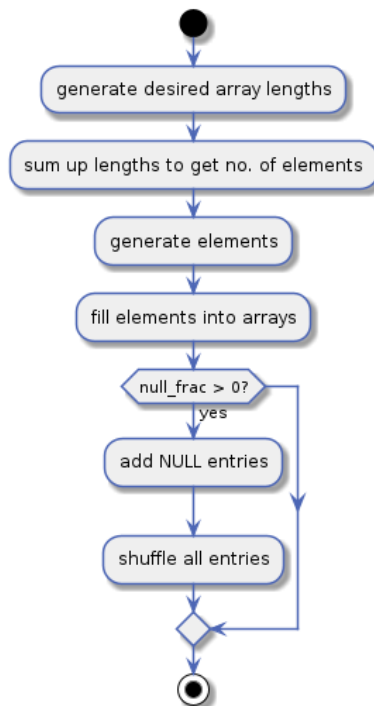 generate desired array lengths
sum up lengths to get no. of elements
generate elements
fill elements into arrays
null_frac > 0?
yes
add NULL entries
shuffle all entries